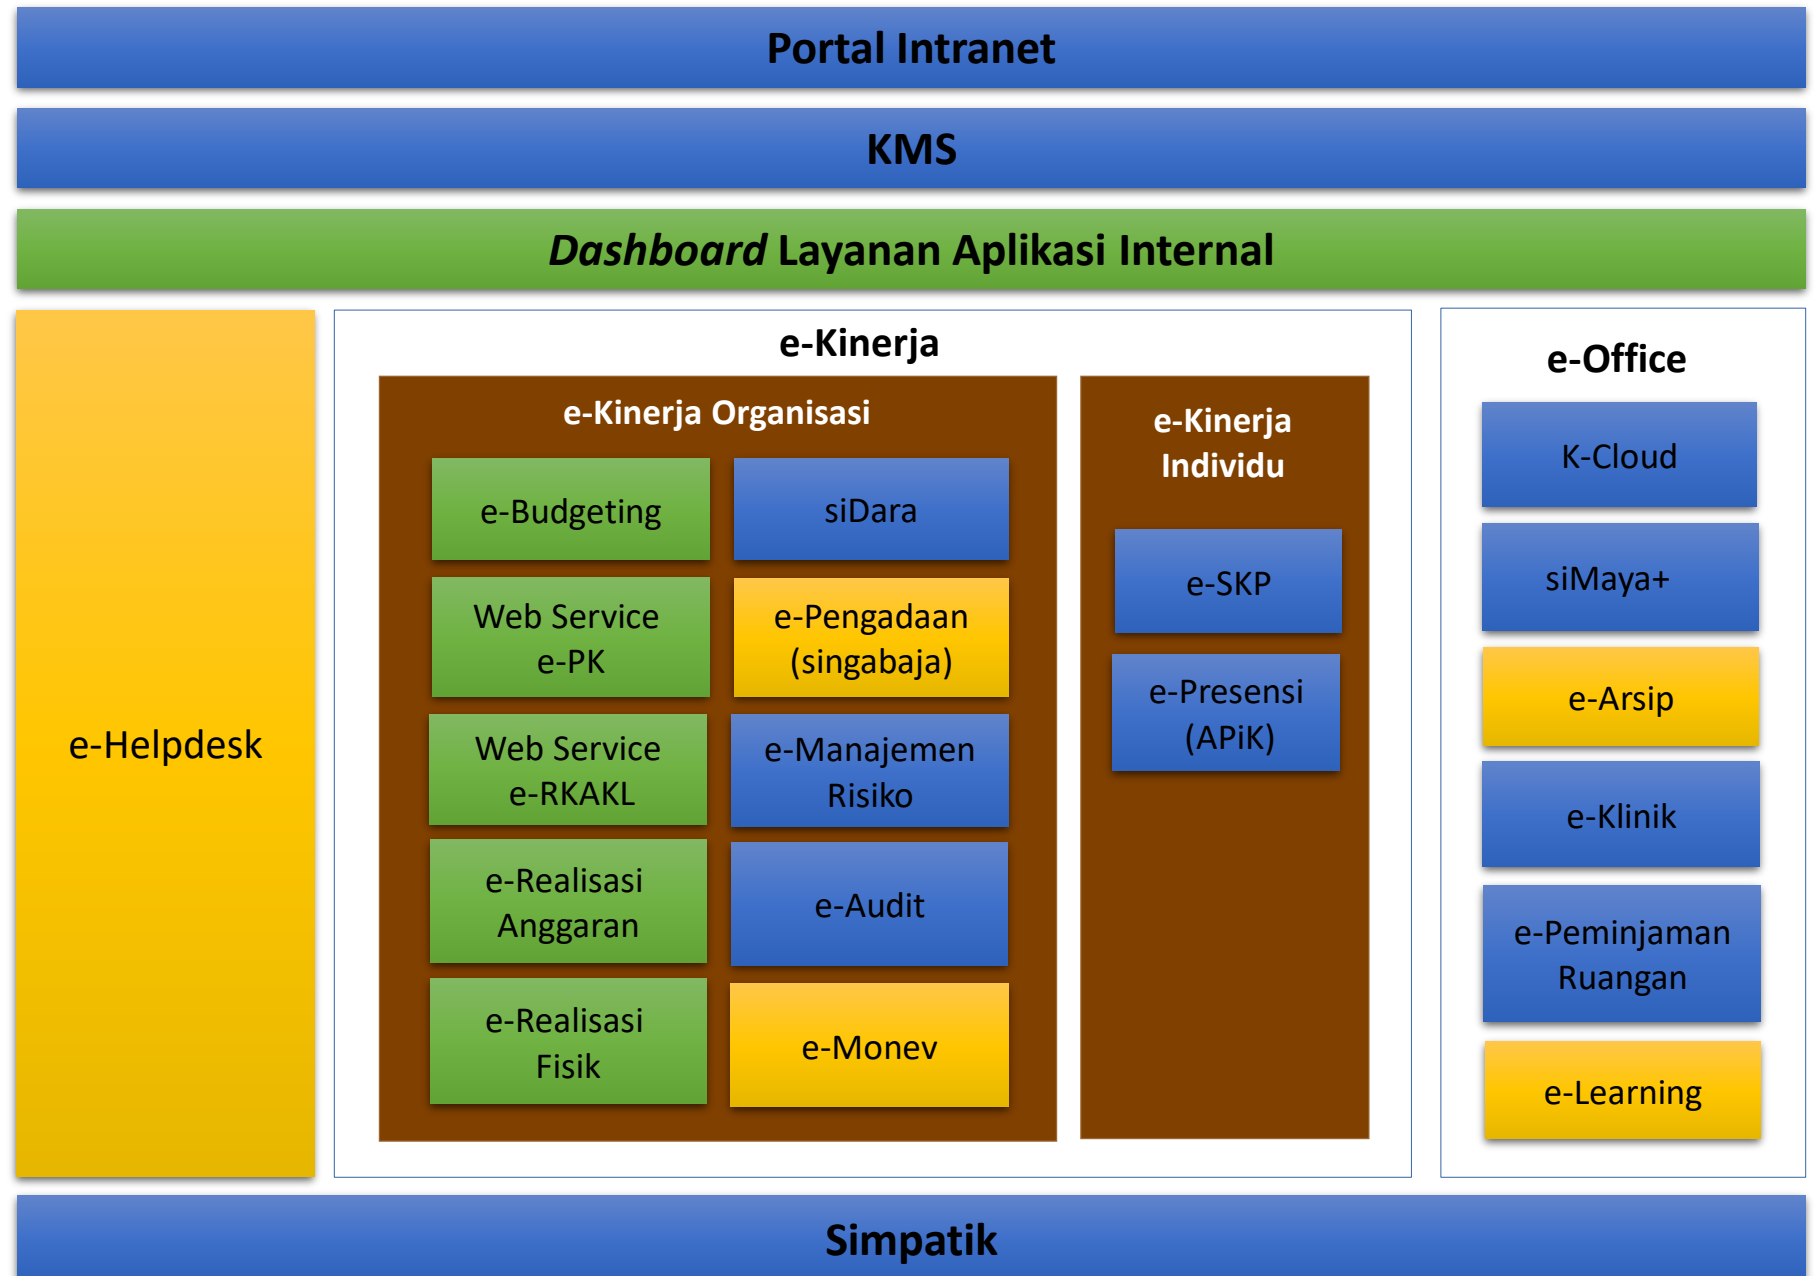 Portal Intranet
KMS
Dashboard Layanan Aplikasi Internal
e-Helpdesk
e-Kinerja
e-Kinerja Organisasi
e-Budgeting
siDara
Web Service
e-PK
e-Pengadaan
(singabaja)
Web Service
e-RKAKL
e-Manajemen
Risiko
e-Realisasi
Anggaran
e-Audit
e-Realisasi
Fisik
e-Monev
e-Kinerja
Individu
e-SKP
e-Presensi
(APiK)
e-Office
K-Cloud
siMaya+
e-Arsip
e-Klinik
e-Peminjaman
Ruangan
e-Learning
Simpatik